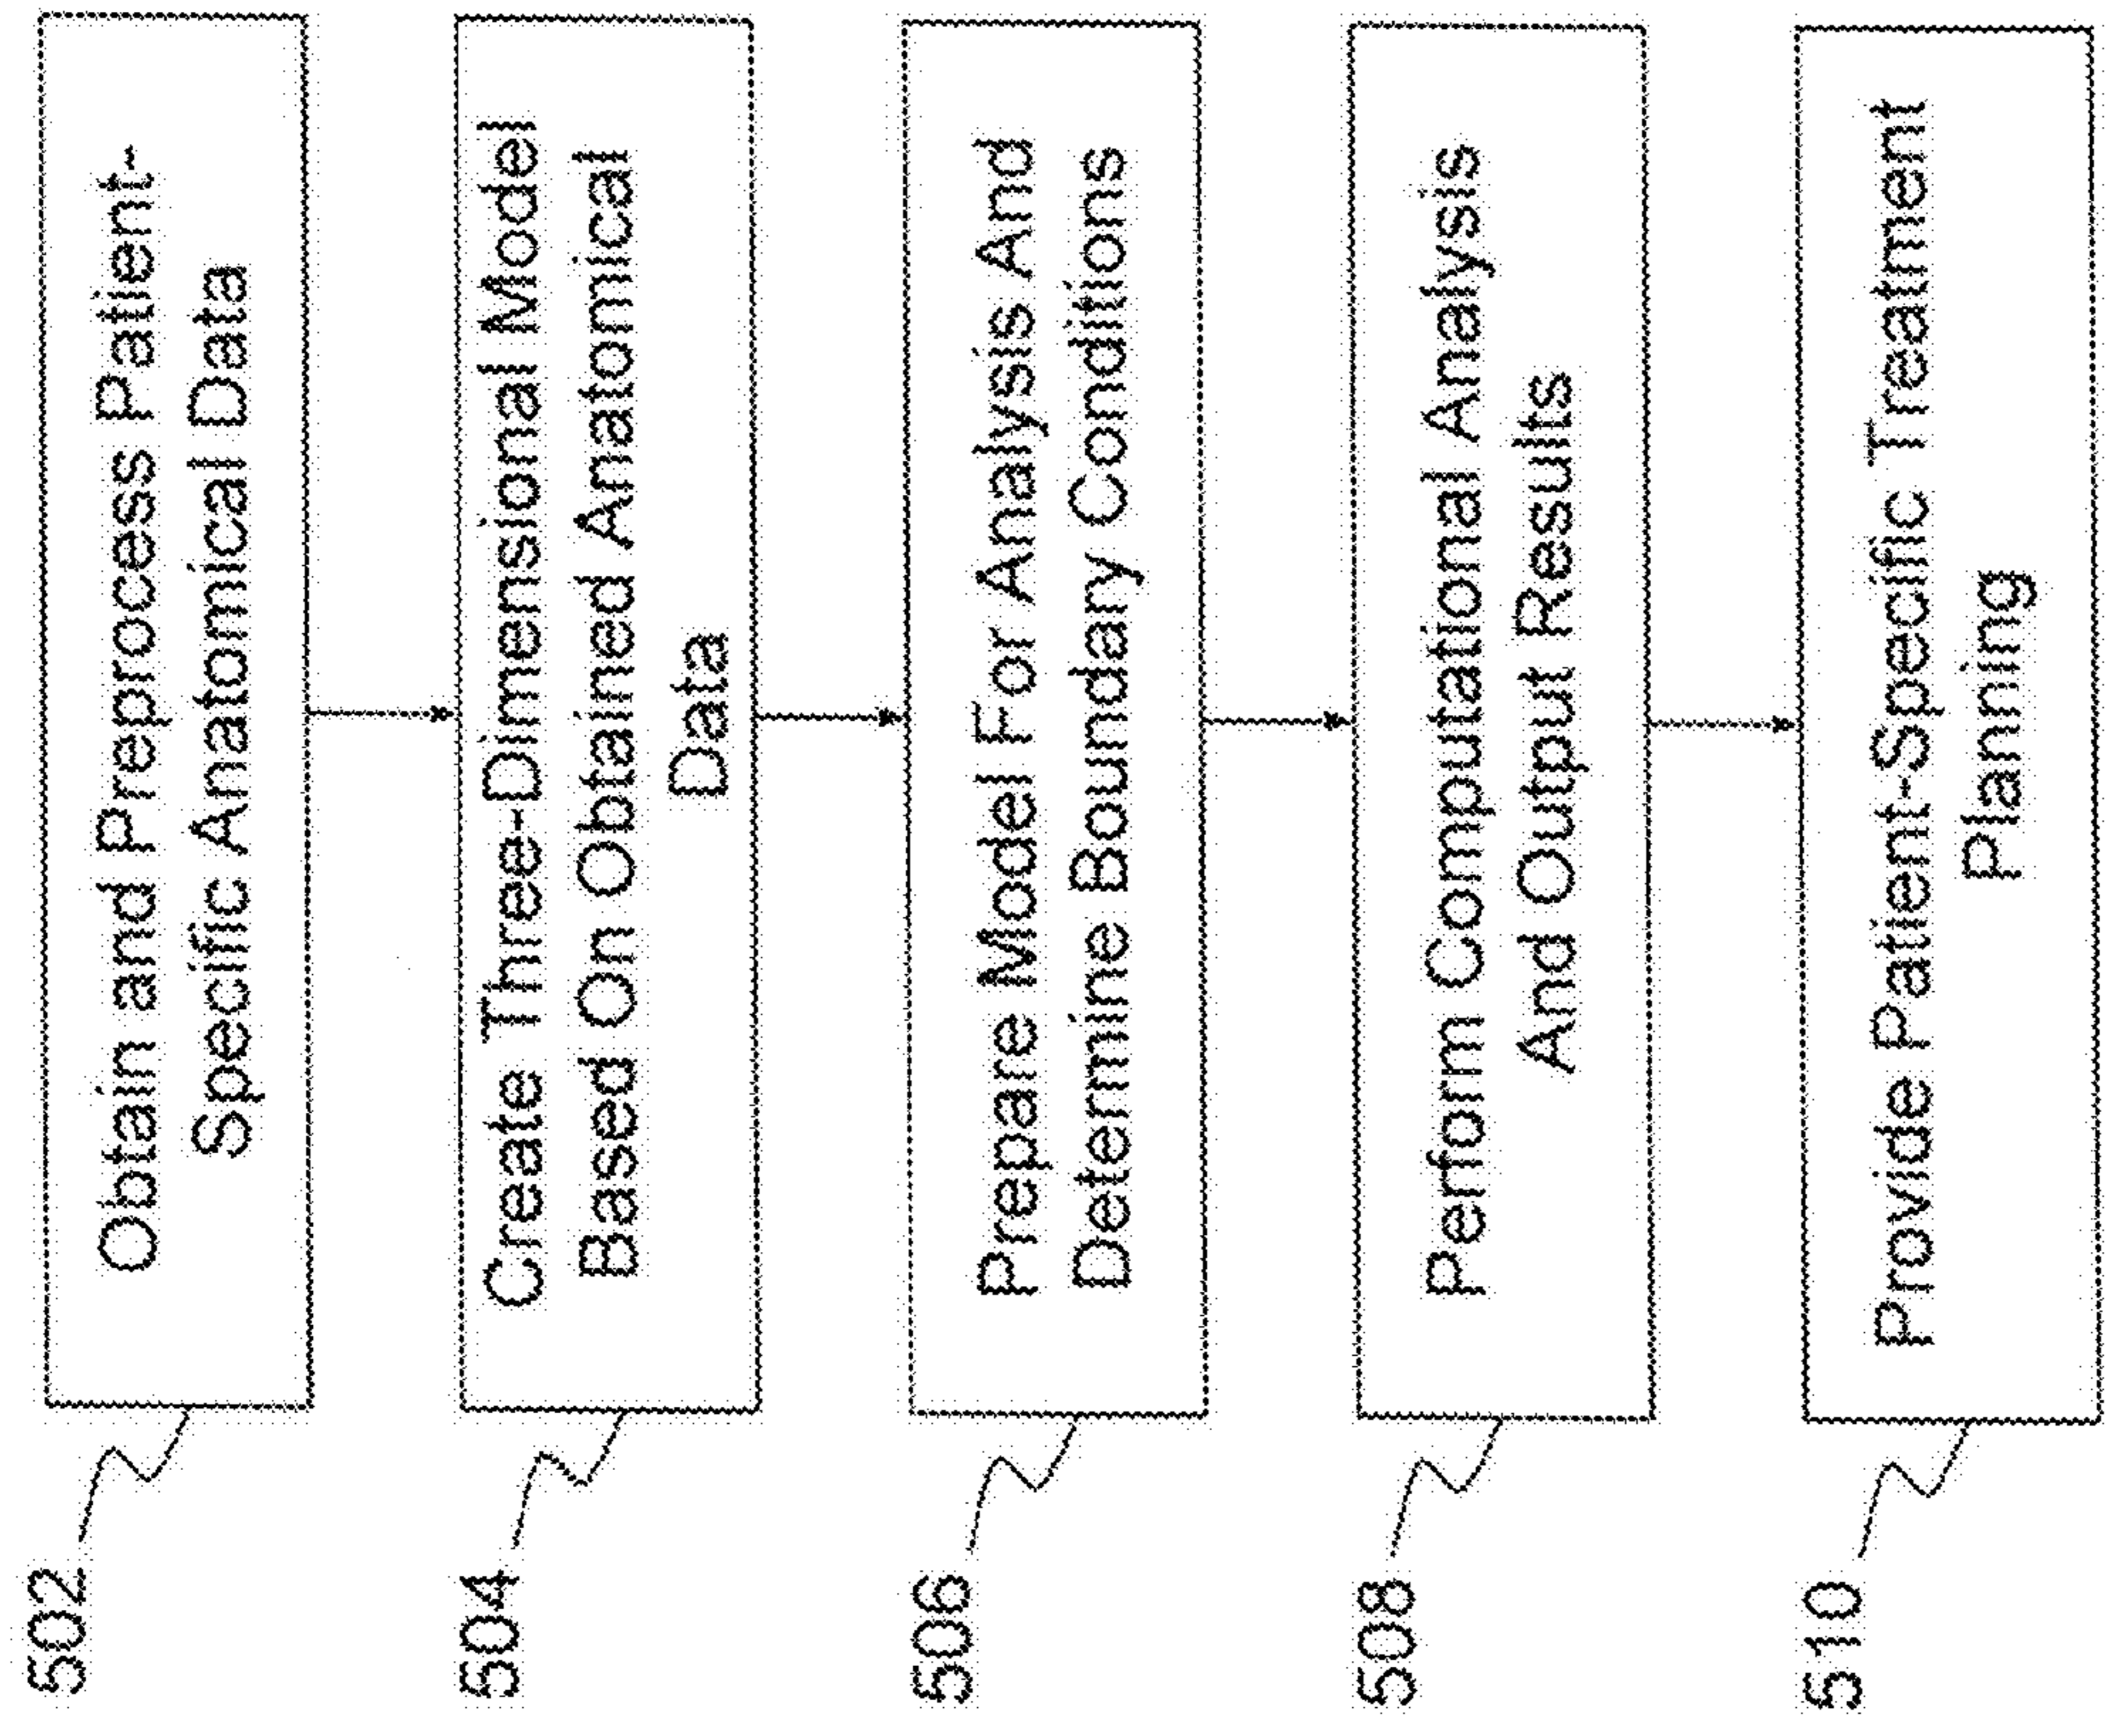 502
Obtain and Preprocess Patient-
Specific Anatomical Data
504
Create Three-Dimensional Model
Based On Obtained Anatomical
Data
506
Prepare Model For Analysis And
Determine Boundary Conditions
508
Perform Computational Analysis
And Output Results
510
Provide Patient-Specific Treatment
Planning